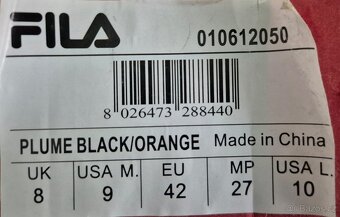 FILA 010612050
8 026473 288440
PLUME BLACK/ORANGE Made in China
UK USA M. EU MP USA L.
8 9 42 27 10